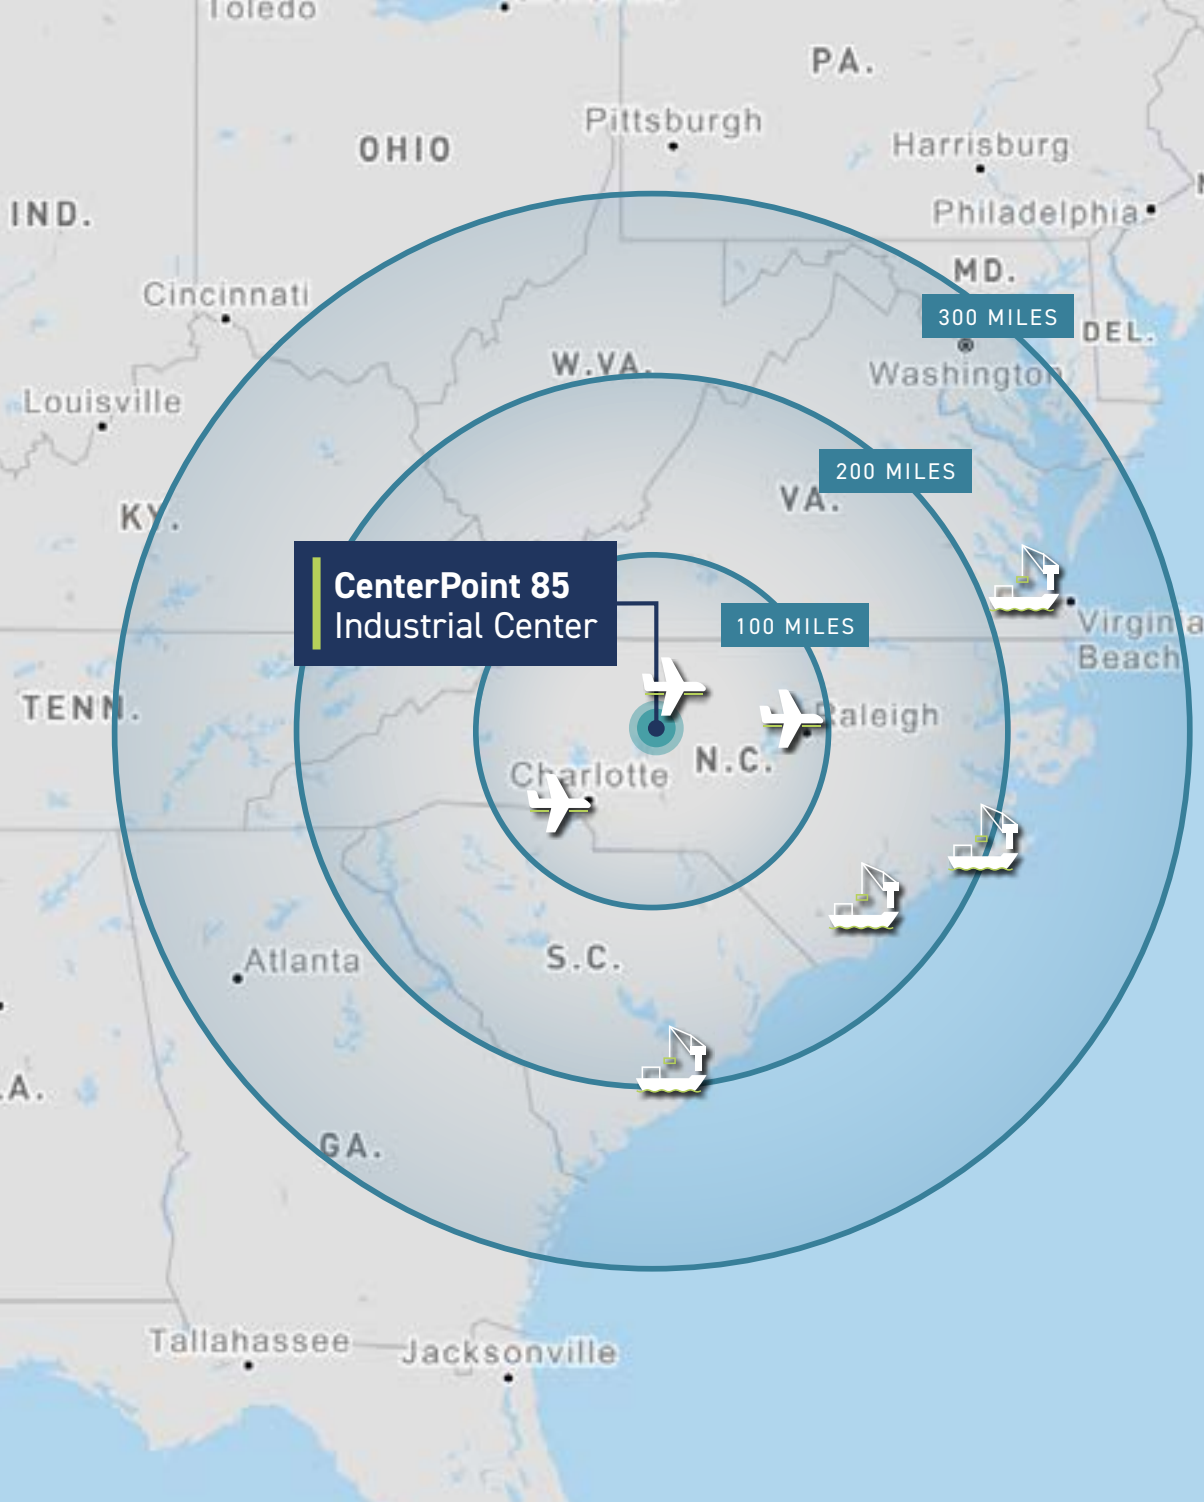 Toledo
PA.
Pittsburgh
OHIO
Harrisburg
IND.
Philadelphia
MD.
Cincinnati
300 MILES
DEL.
W.VA.
Washington
Louisville
200 MILES
VA.
KY.
CenterPoint 85
Industrial Center
100 MILES
Virginia
Beach
TENN.
Raleigh
N.C.
Charlotte
S.C.
Atlanta
.A.
GA.
Tallahassee
Jacksonville